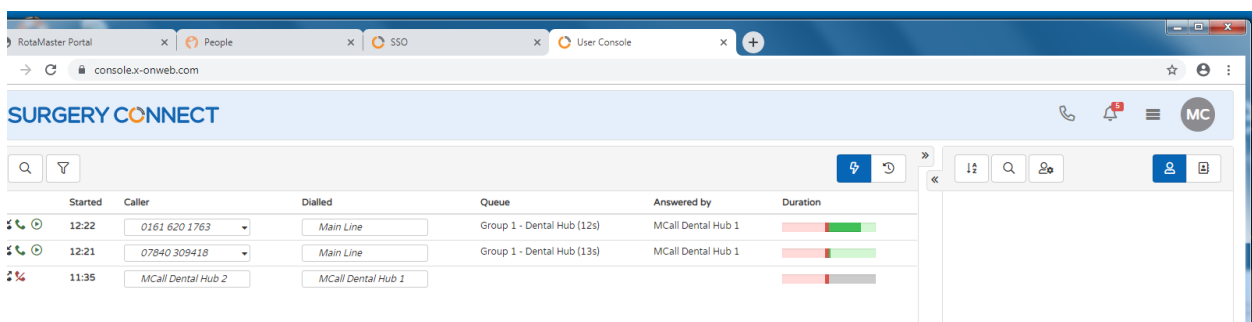 RotaMaster Portal People SSO User Console
console.x-onweb.com
SURGERY CONNECT 5 MC
Started Caller Dialled Queue Answered by Duration
12:22 0161 620 1763 Main Line Group 1 - Dental Hub (12s) MCall Dental Hub 1
12:21 07840 309418 Main Line Group 1 - Dental Hub (13s) MCall Dental Hub 1
11:35 MCall Dental Hub 2 MCall Dental Hub 1